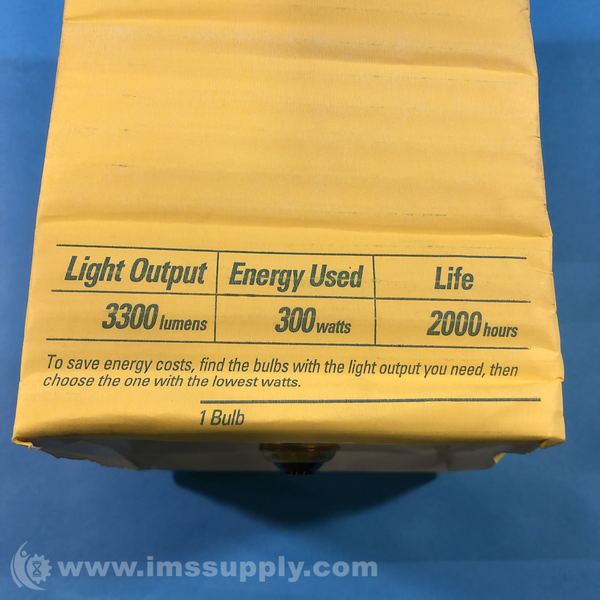 Light Output Energy Used Life
3300 lumens 300 watts 2000 hours
To save energy costs, find the bulbs with the light output you need, then
choose the one with the lowest watts.
1 Bulb
www.imssupply.com